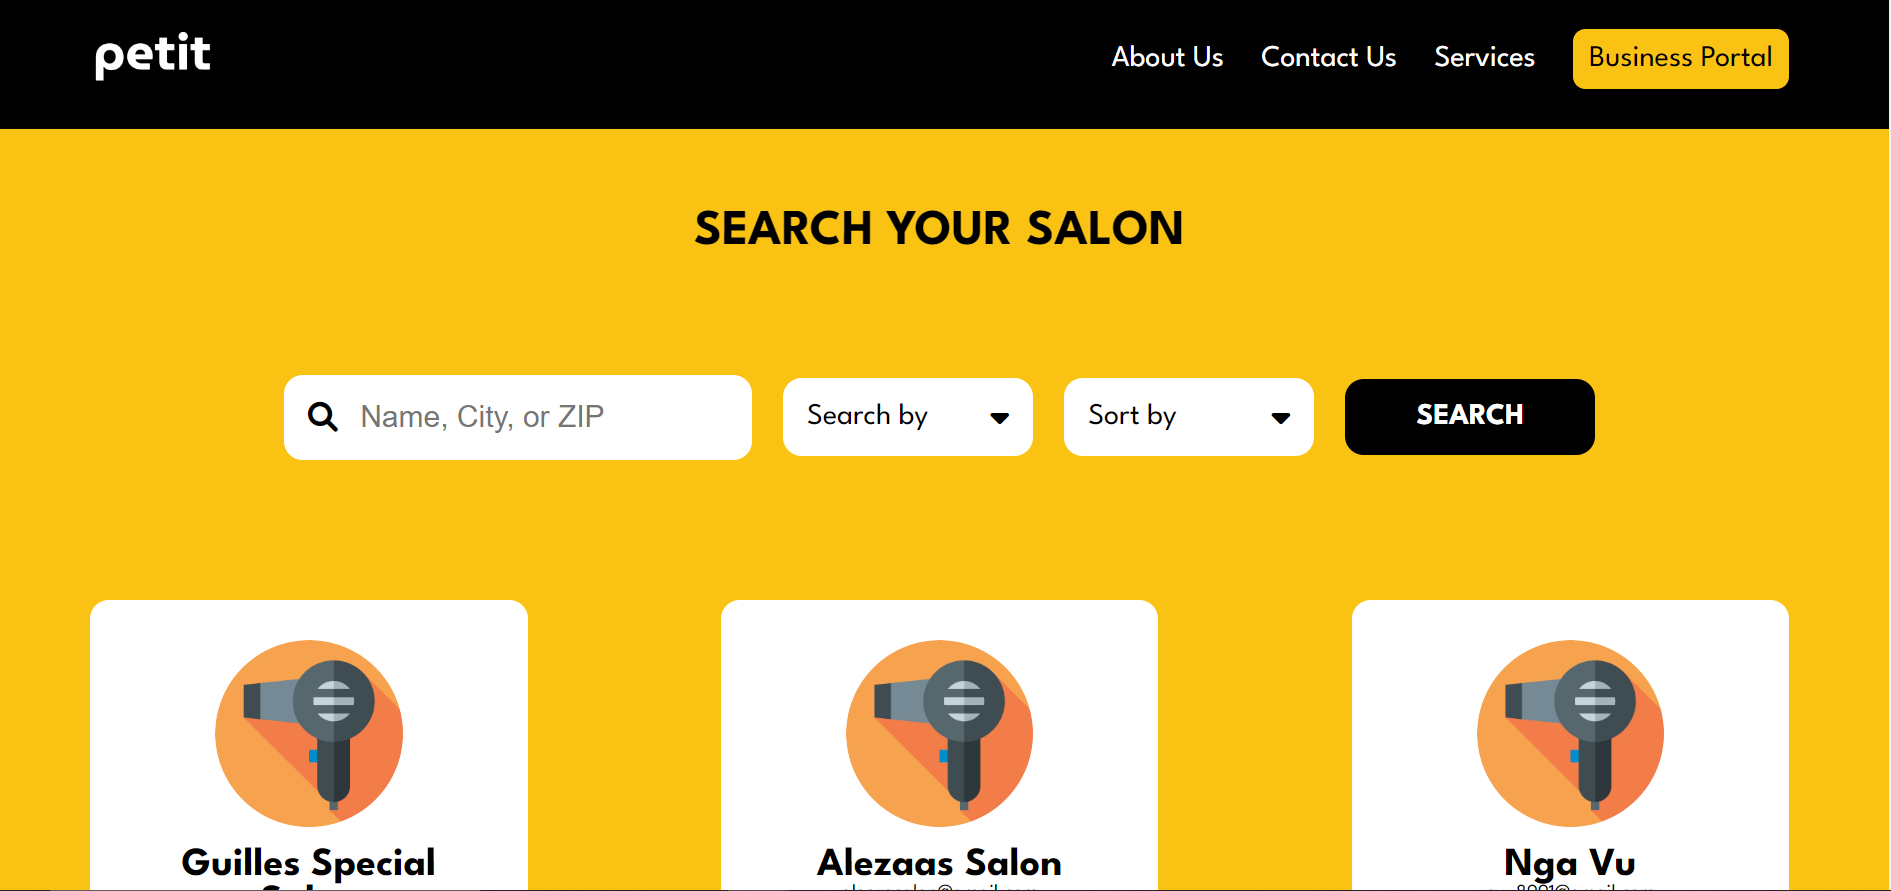 petit
About Us Contact Us Services Business Portal
SEARCH YOUR SALON
Name, City, or ZIP Search by Sort by SEARCH
Guilles Special Alezaas Salon Nga Vu